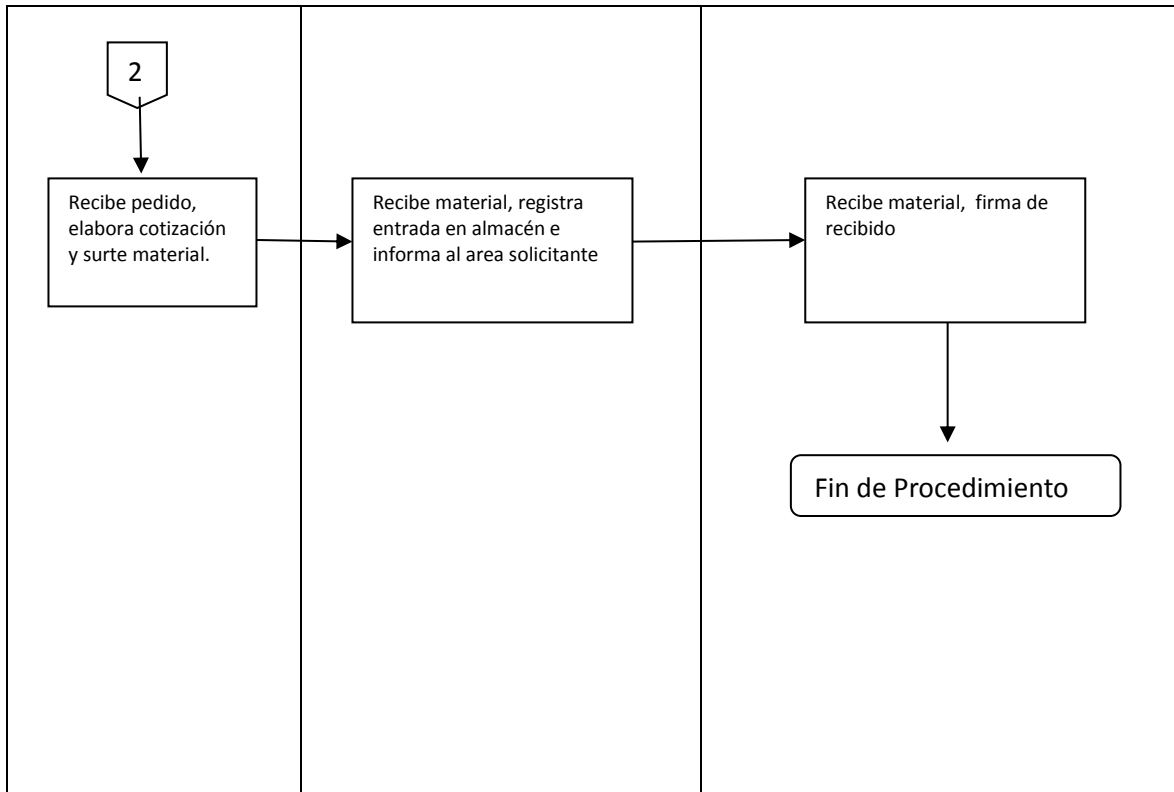 2
Recibe pedido,
elabora cotización
y surte material.
Recibe material, registra
entrada en almacén e
informa al area solicitante
Recibe material,  firma de
recibido
Fin de Procedimiento